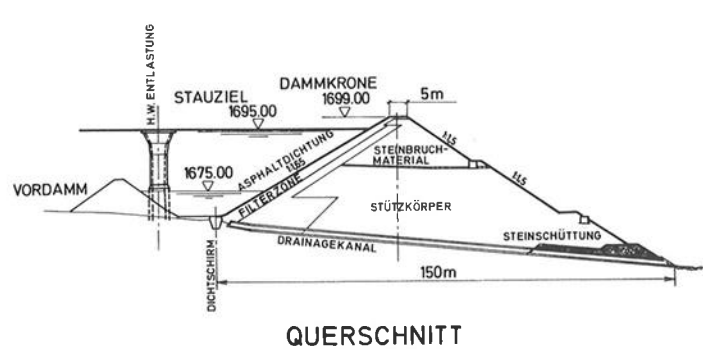 H.W. ENTLASTUNG
STAUZIEL
1695.00
DAMMKRONE
1699.00
5m
1:1.5
STEINBRUCH-
MATERIAL
1:1.5
ASPHALTDICHTUNG
1:1.65
FILTERZONE
1675.00
VORDAMM
STÜTZKÖRPER
STEINSCHÜTTUNG
DRAINAGEKANAL
DICHTSCHIRM
150m
QUERSCHNITT